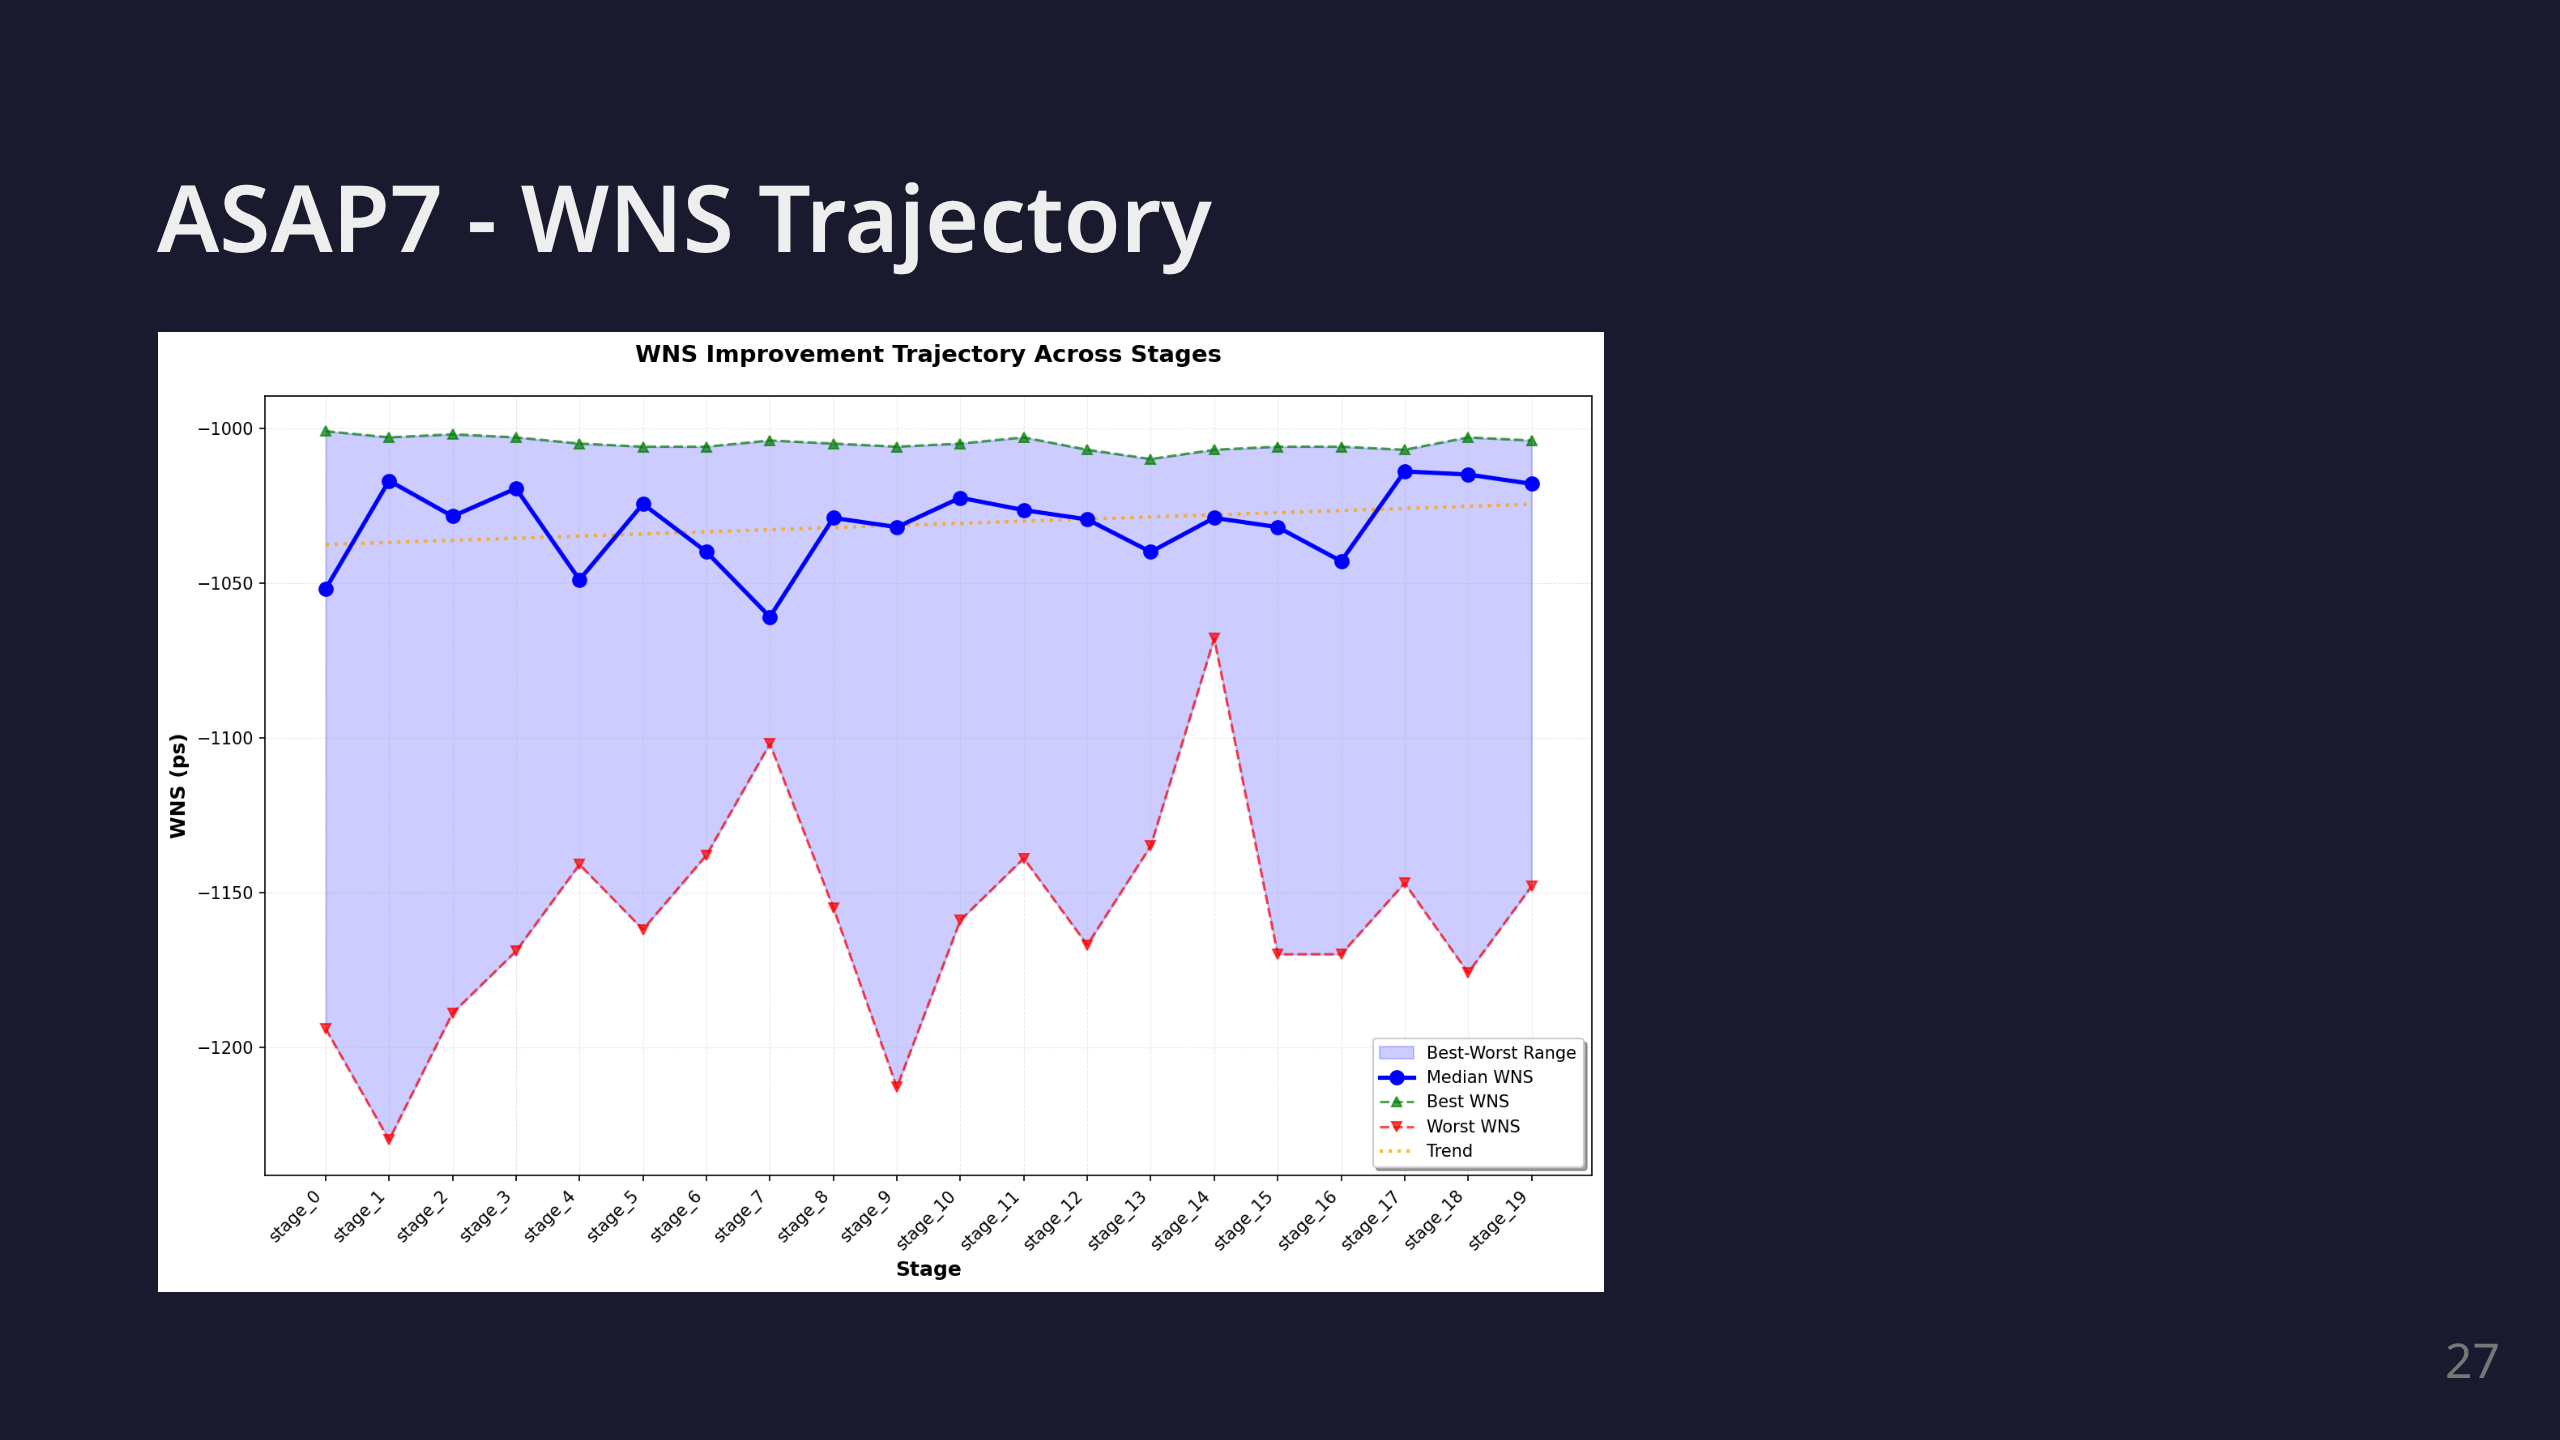 ASAP7 - WNS Trajectory
WNS Improvement Trajectory Across Stages
WNS (ps)
−1000
−1050
−1100
−1150
−1200
Best-Worst Range
Median WNS
Best WNS
Worst WNS
Trend
stage_0
stage_1
stage_2
stage_3
stage_4
stage_5
stage_6
stage_7
stage_8
stage_9
stage_10
stage_11
stage_12
stage_13
stage_14
stage_15
stage_16
stage_17
stage_18
stage_19
Stage
27